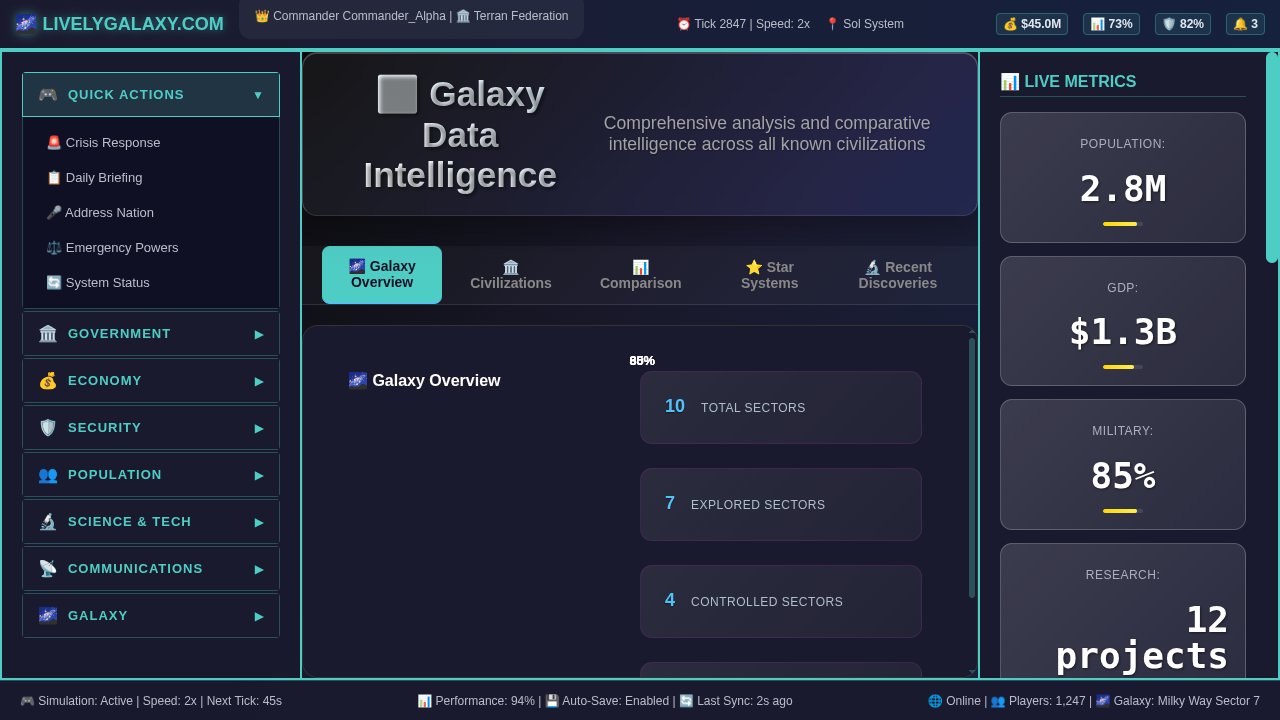 🌌 LIVELYGALAXY.COM
👑 Commander Commander_Alpha | 🏛️ Terran Federation
⏰ Tick 2847 | Speed: 2x 📍 Sol System
💰 $45.0M 📊 73% 🛡️ 82% 🔔 3
🎮 QUICK ACTIONS ▼
🚨 Crisis Response
📋 Daily Briefing
🎤 Address Nation
⚖️ Emergency Powers
🔄 System Status
🏛️ GOVERNMENT ▶
💰 ECONOMY ▶
🛡️ SECURITY ▶
👥 POPULATION ▶
🔬 SCIENCE & TECH ▶
📡 COMMUNICATIONS ▶
🌌 GALAXY ▶
Galaxy
Data
Intelligence
Comprehensive analysis and comparative
intelligence across all known civilizations
🌌 Galaxy
Overview
🏛️
Civilizations
📊
Comparison
⭐ Star
Systems
🔬 Recent
Discoveries
🌌 Galaxy Overview
10 TOTAL SECTORS
7 EXPLORED SECTORS
4 CONTROLLED SECTORS
📊 LIVE METRICS
POPULATION:
2.8M
GDP:
$1.3B
MILITARY:
85%
RESEARCH:
12
projects
🎮 Simulation: Active | Speed: 2x | Next Tick: 45s
📊 Performance: 94% | 💾 Auto-Save: Enabled | 🔄 Last Sync: 2s ago
🌐 Online | 👥 Players: 1,247 | 🌌 Galaxy: Milky Way Sector 7